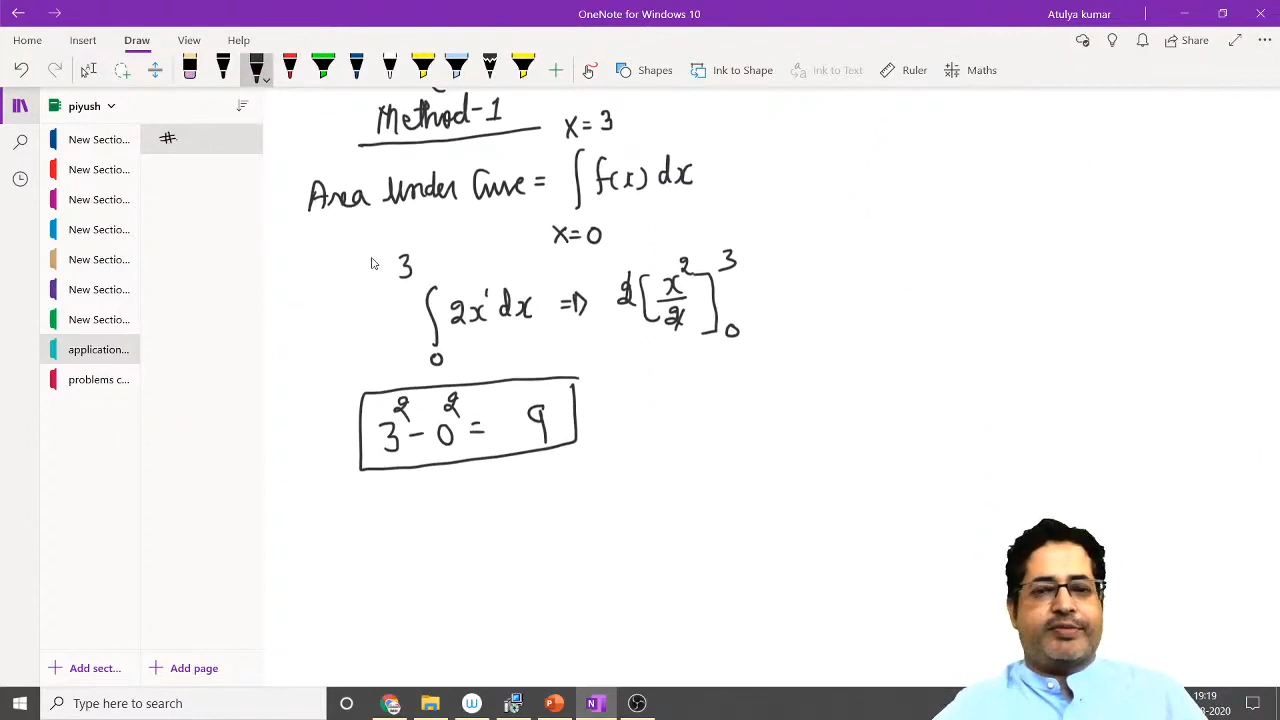 OneNote for Windows 10
Atulya kumar
Home Insert Draw View Help
Share
Shapes
Ink to Shape
Ink to Text
Ruler
Maths
piyush
#
New Sectio...
New Sectio...
New Sectio...
New Sectio...
New Sectio...
New Sectio...
New Sectio...
application...
problems c...
Method-1
x = 3
Area Under Curve = ∫ f(x) dx
x = 0
3
∫ 2x¹ dx ⇒ 2[x²/2]³₀
0
3² - 0² = 9
Add sect...
Add page
Type here to search
19:19
8-2020